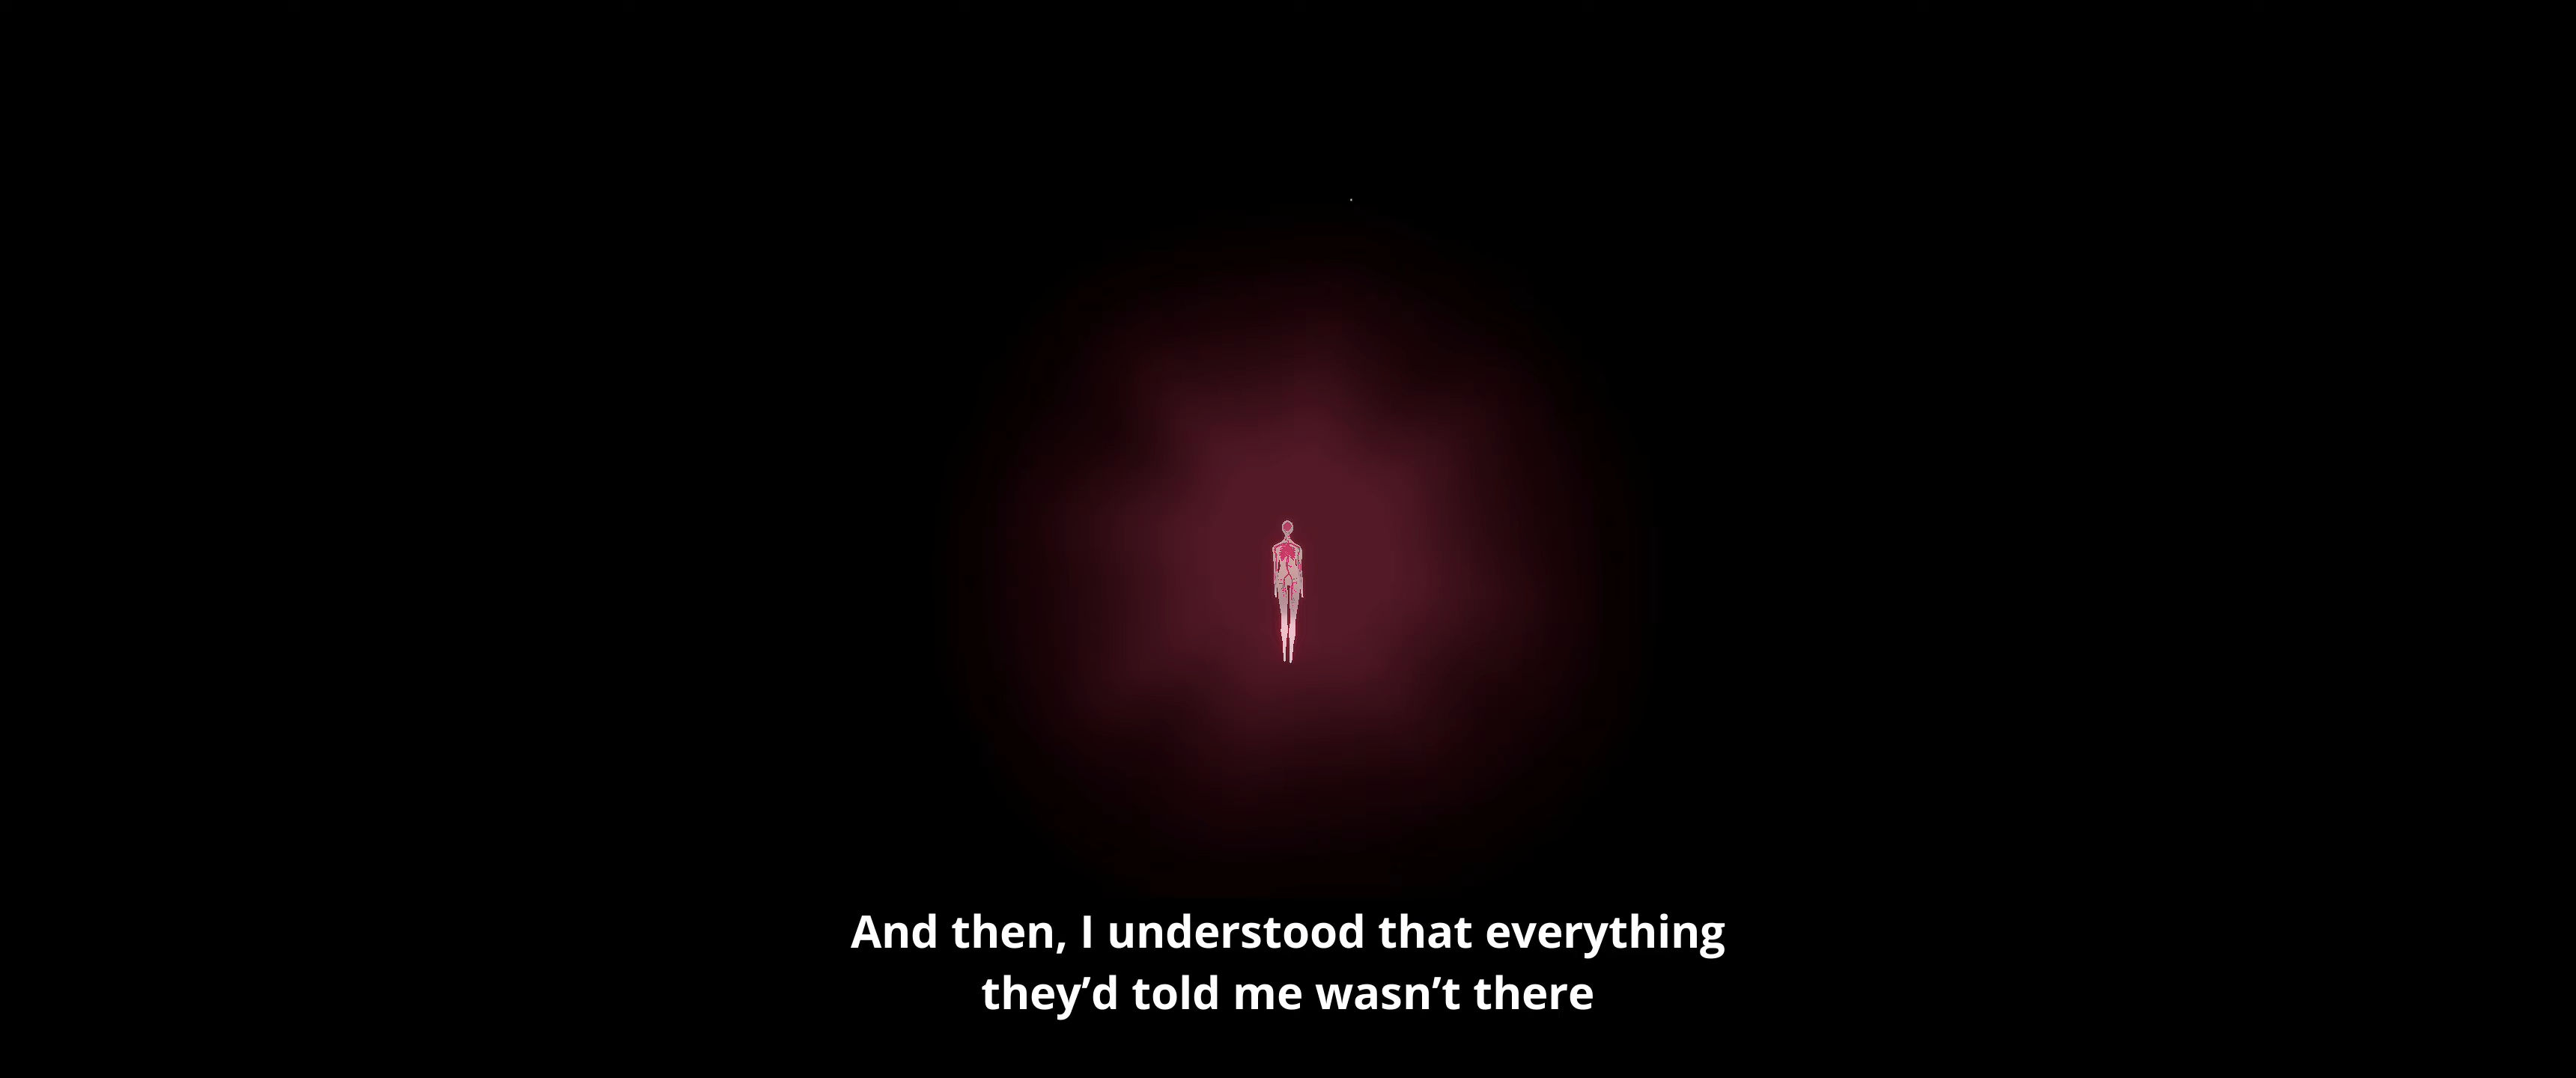 And then, I understood that everything
they’d told me wasn’t there